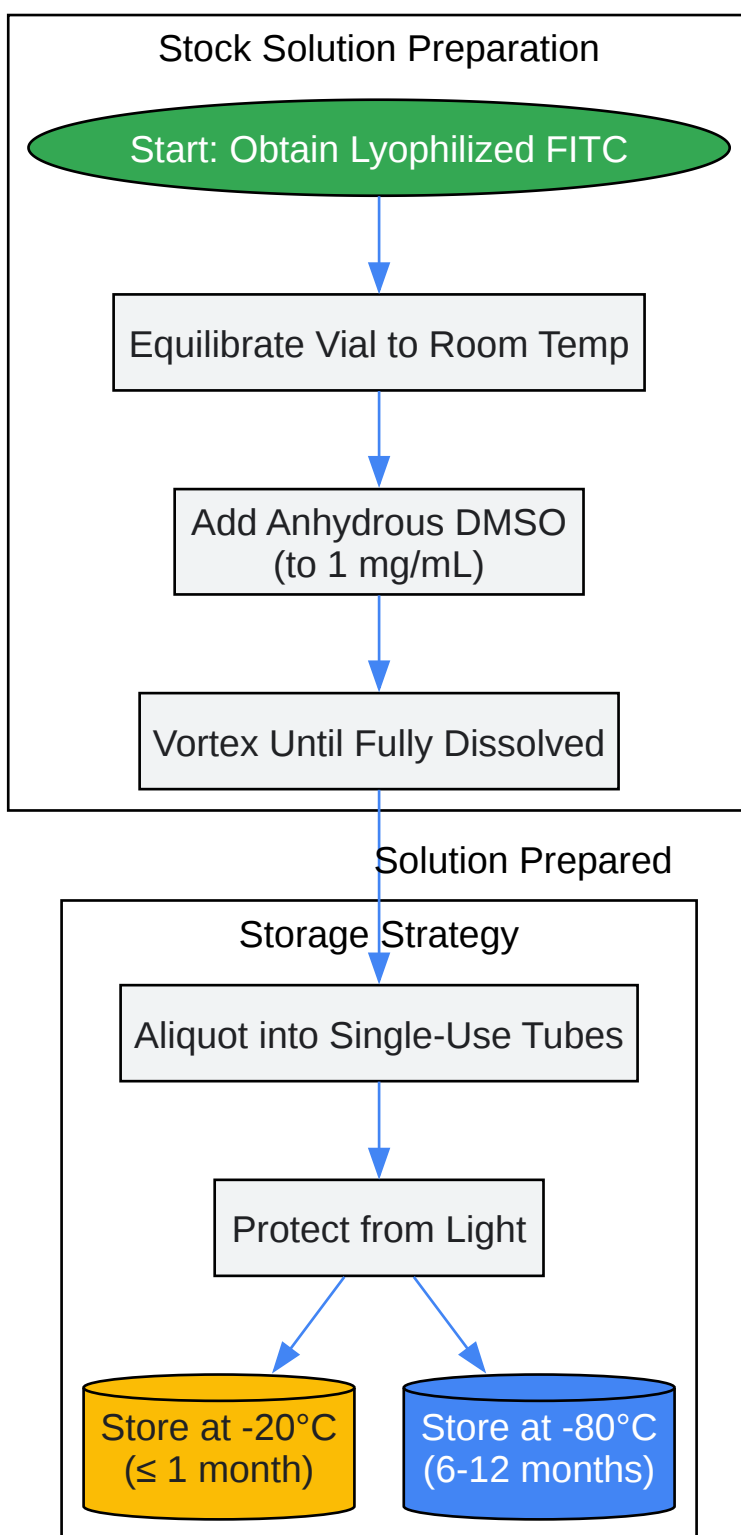 Stock Solution Preparation
Start: Obtain Lyophilized FITC
Equilibrate Vial to Room Temp
Add Anhydrous DMSO
(to 1 mg/mL)
Vortex Until Fully Dissolved
Solution Prepared
Storage Strategy
Aliquot into Single-Use Tubes
Protect from Light
Store at -20°C
(≤ 1 month)
Store at -80°C
(6-12 months)